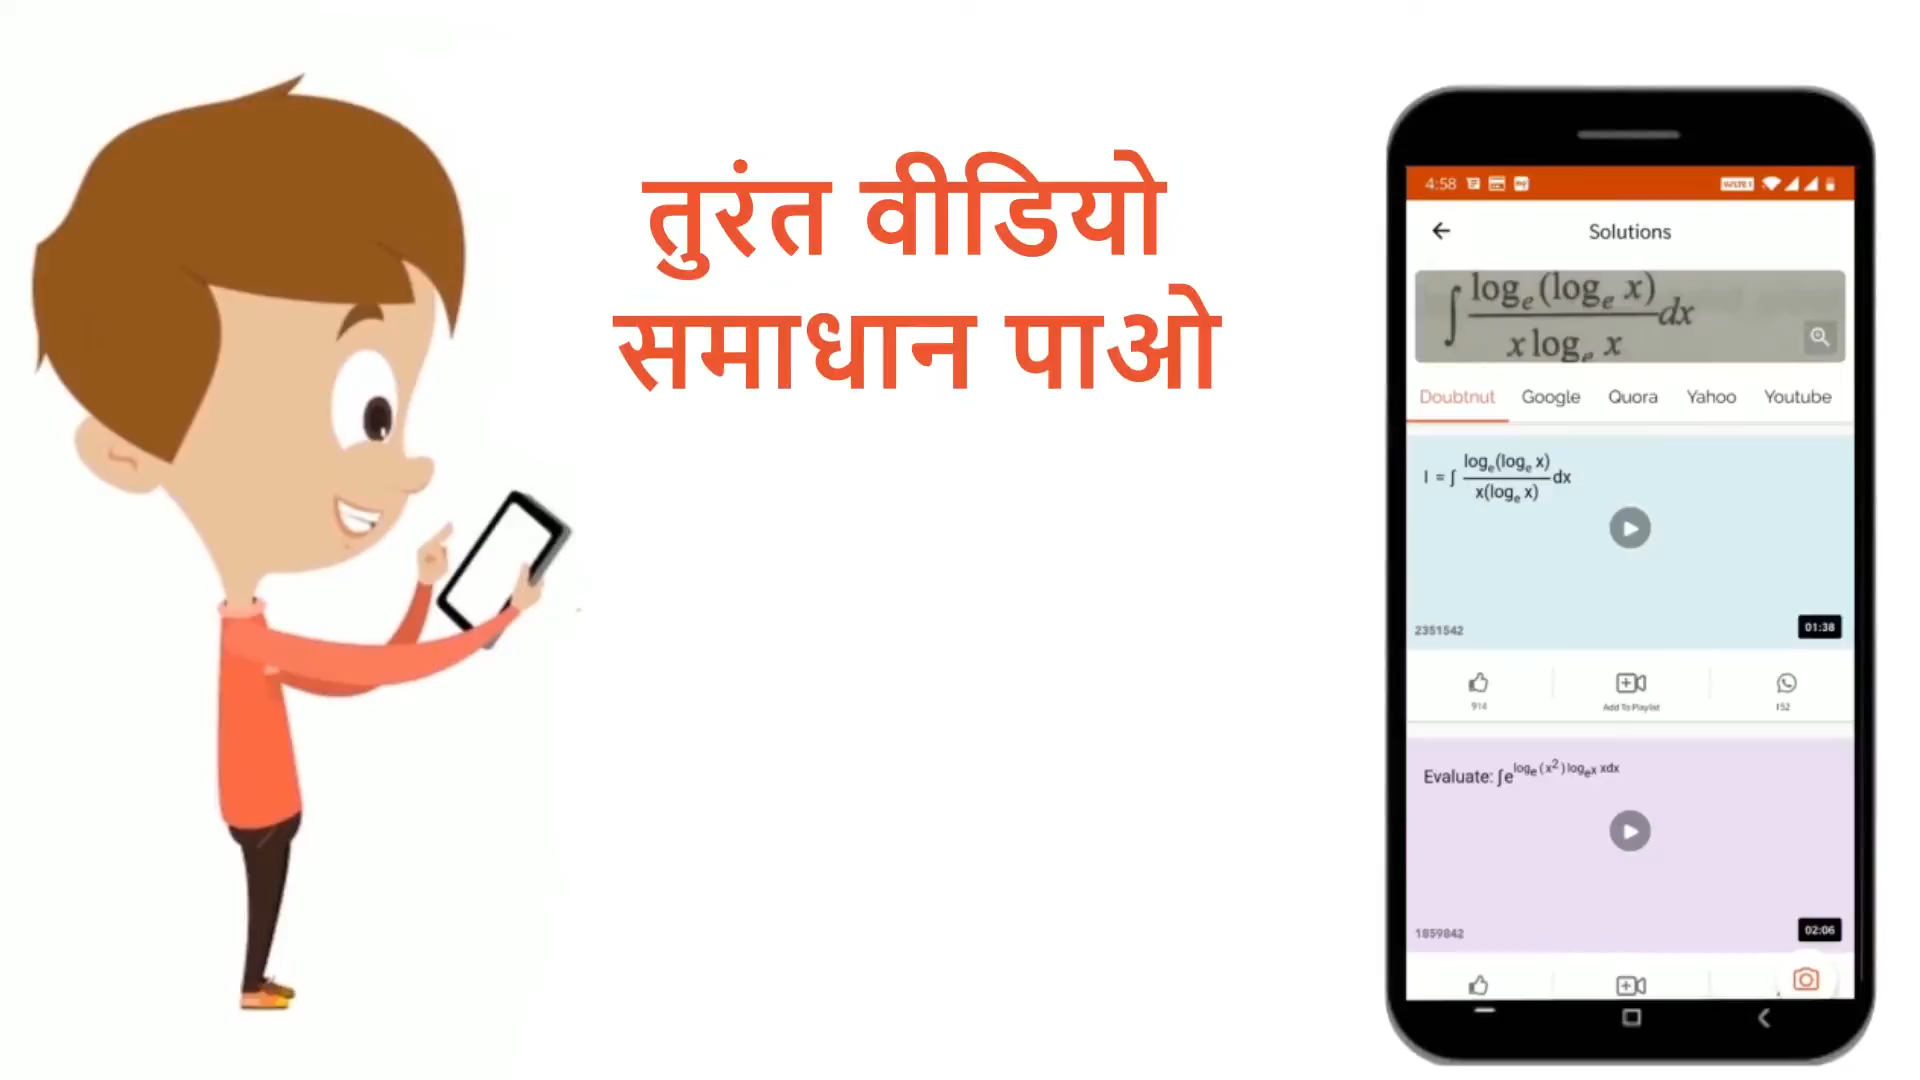 तुरंत वीडियो
समाधान पाओ
4:58
Solutions
∫ logₑ(logₑ x) / x logₑ x dx
Doubtnut Google Quora Yahoo Youtube
I = ∫ logₑ(logₑ x) / x(logₑ x) dx
2351542 01:38
914 Add To Playlist 152
Evaluate: ∫e^logₑ(x²)logₑx xdx
1859842 02:06